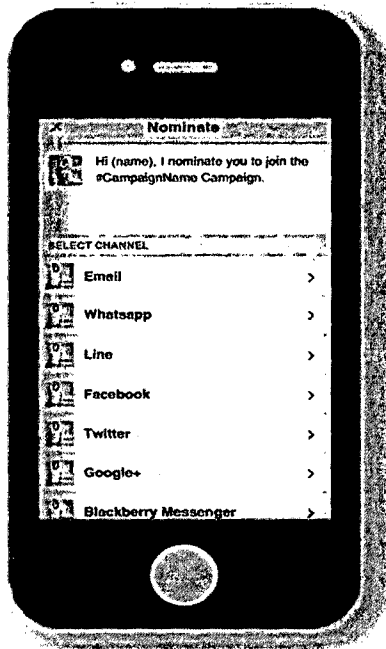 Nominate
Hi (name), I nominate you to join the
#CampaignName Campaign.
SELECT CHANNEL
Email
Whatsapp
Line
Facebook
Twitter
Google+
Blackberry Messenger